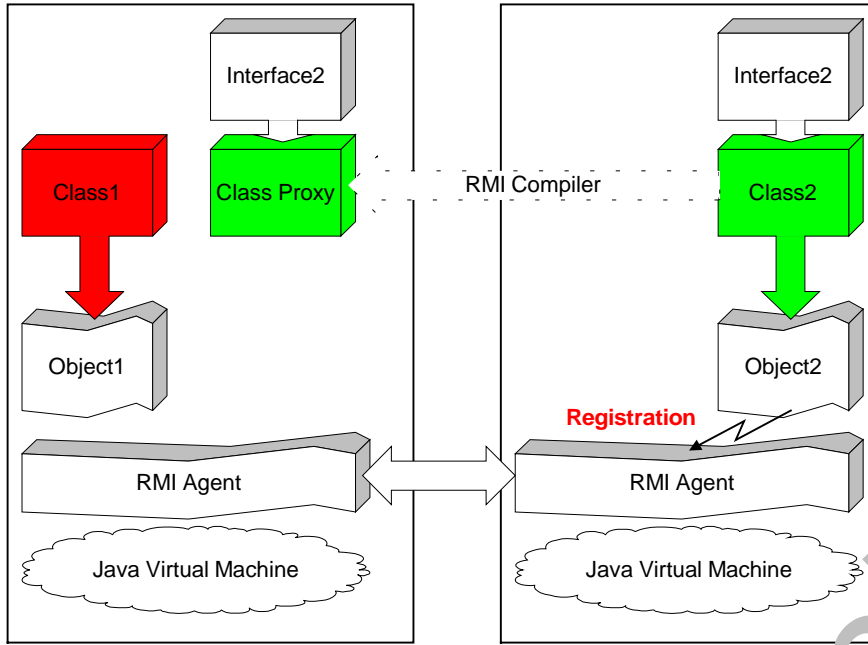 Interface2
Interface2
Class1
Class Proxy
RMI Compiler
Class2
Object1
Object2
Registration
RMI Agent
RMI Agent
Java Virtual Machine
Java Virtual Machine